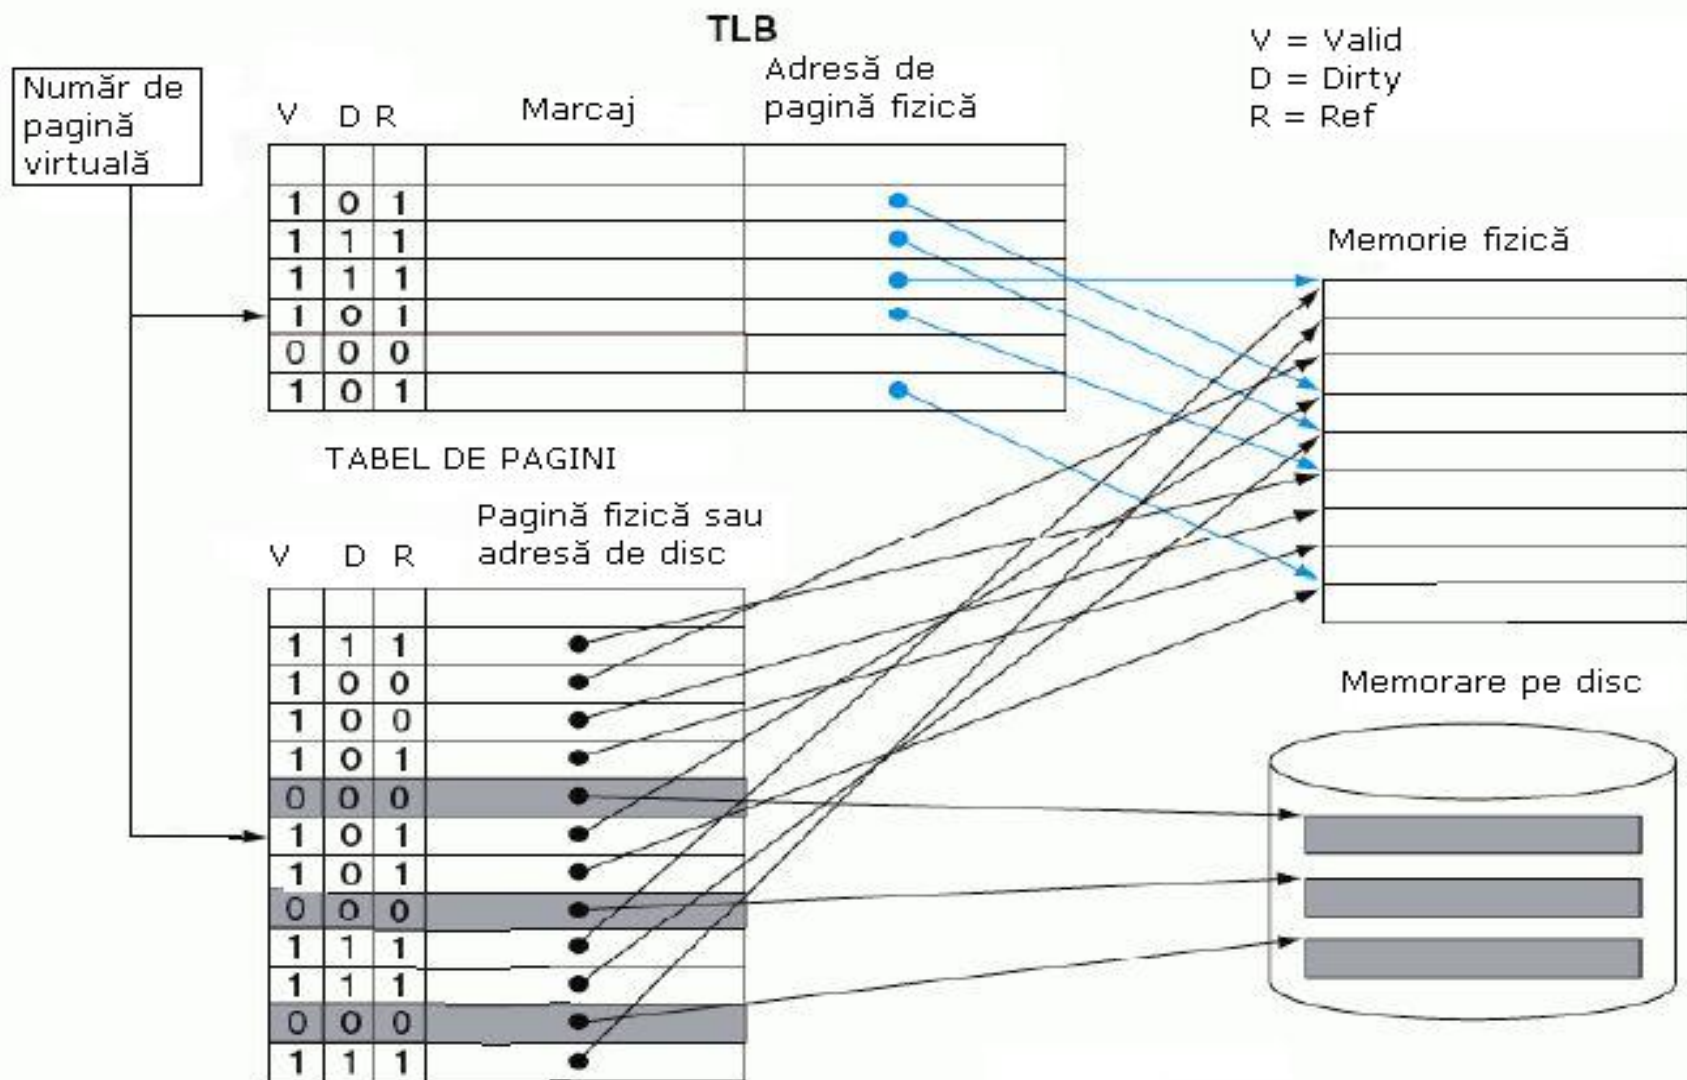 TLB
V = Valid
D = Dirty
R = Ref
Număr de
pagină
virtuală
V D R Marcaj
Adresă de
pagină fizică
1 0 1
1 1 1
1 1 1
1 0 1
0 0 0
1 0 1
Memorie fizică
TABEL DE PAGINI
V D R
Pagină fizică sau
adresă de disc
1 1 1
1 0 0
1 0 0
1 0 1
0 0 0
1 0 1
1 0 1
0 0 0
1 1 1
1 1 1
0 0 0
1 1 1
Memorare pe disc